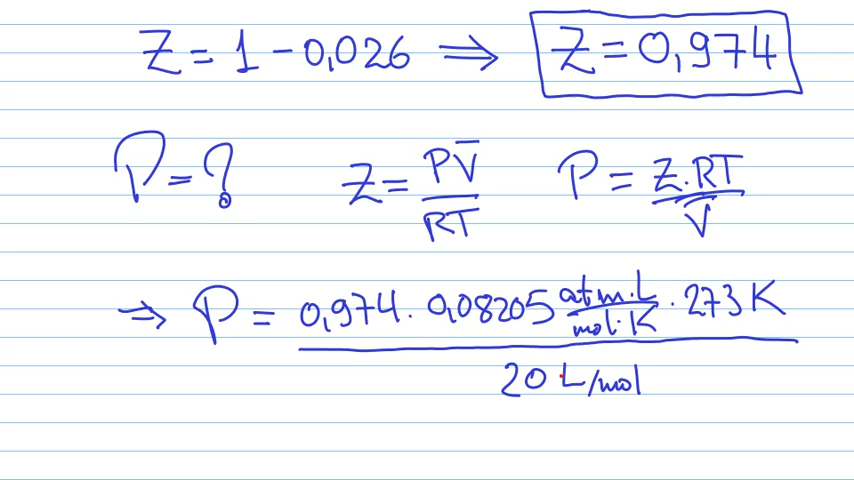 Z = 1 - 0,026 ⟹ Z = 0,974
P = ? Z = PV̅/RT P = Z.RT/V̅
⇒ P = 0,974 . 0,08205 atm.L/mol.K . 273 K
20 L/mol